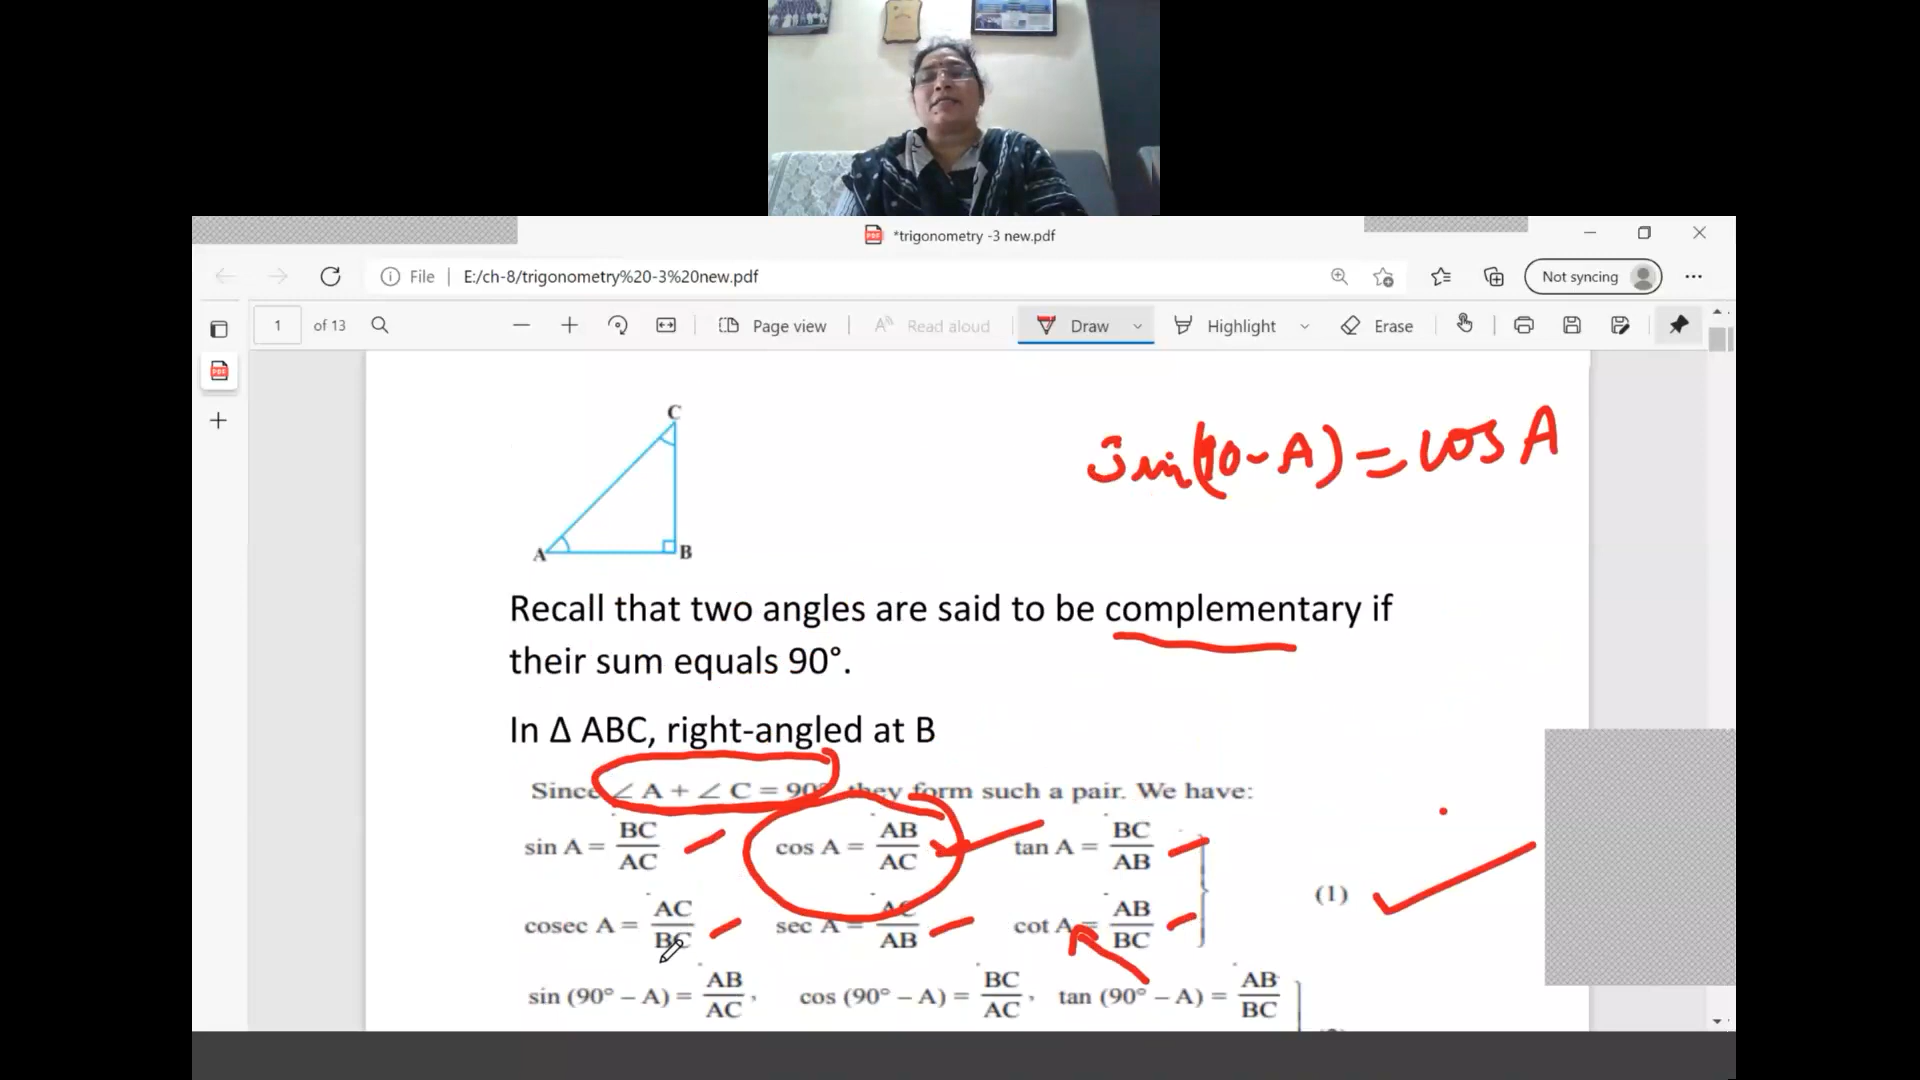 *trigonometry -3 new.pdf
File | E:/ch-8/trigonometry%20-3%20new.pdf
Not syncing
1 of 13
Page view
Read aloud
Draw
Highlight
Erase
sin(90-A) = cos A
C
A
B
Recall that two angles are said to be complementary if
their sum equals 90°.
In Δ ABC, right-angled at B
Since ∠ A + ∠ C = 90°, they form such a pair. We have:
sin A = BC/AC cos A = AB/AC tan A = BC/AB
(1)
cosec A = AC/BC sec A = AC/AB cot A = AB/BC
sin (90° – A) = AB/AC, cos (90° – A) = BC/AC, tan (90° – A) = AB/BC